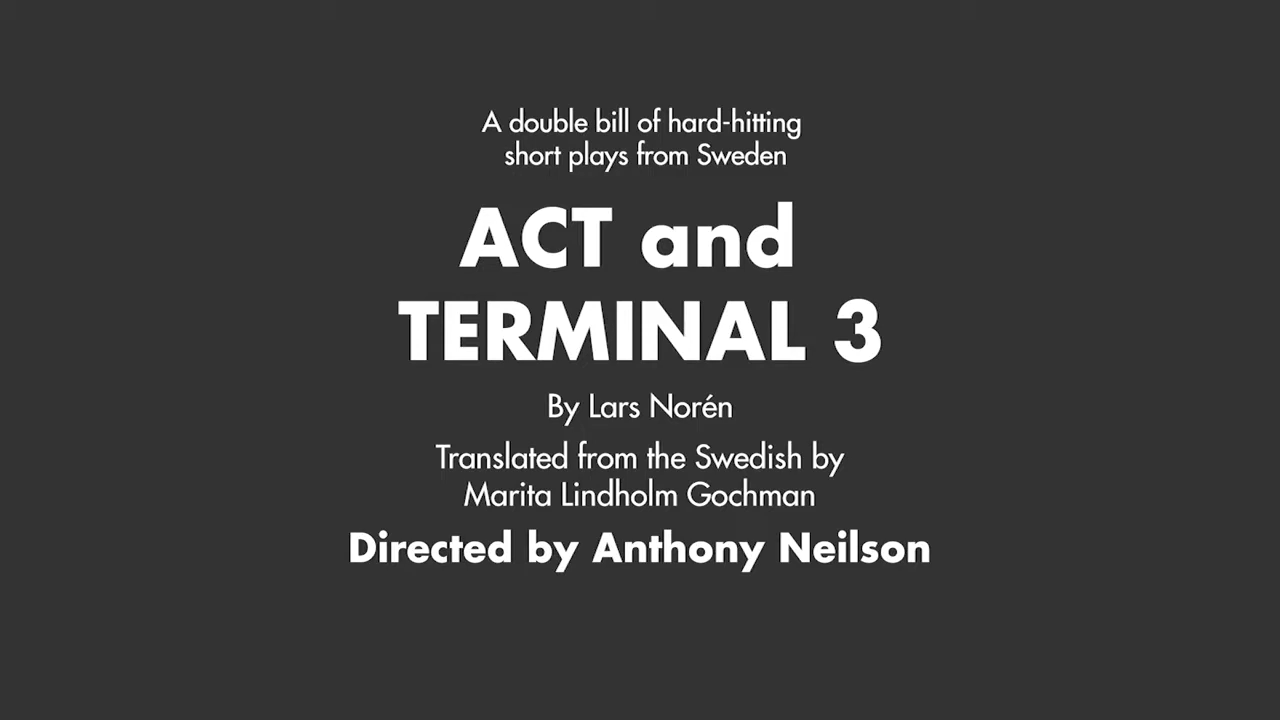 A double bill of hard-hitting
short plays from Sweden
ACT and
TERMINAL 3
By Lars Norén
Translated from the Swedish by
Marita Lindholm Gochman
Directed by Anthony Neilson